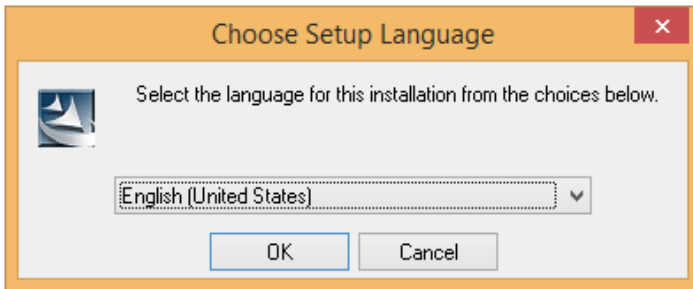 Choose Setup Language
Select the language for this installation from the choices below.
English (United States)
OK
Cancel